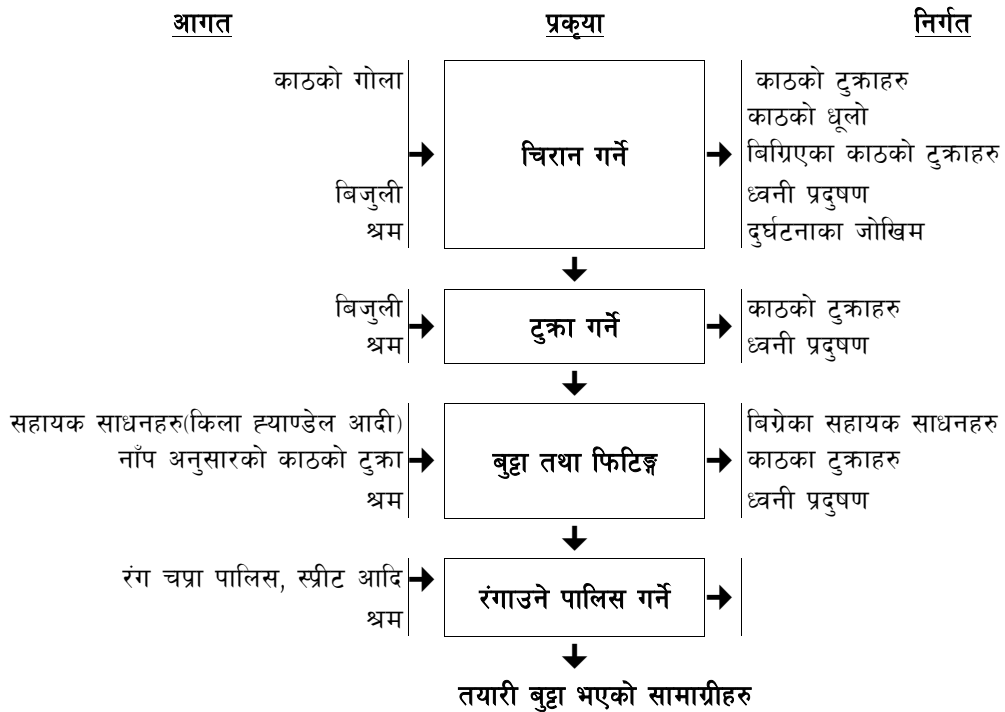 आगत
प्रकृया
निर्गत
काठको गोला
बिजुली
श्रम
चिरान गर्ने
काठको टुक्राहरु
काठको धूलो
बिग्रिएका काठको टुक्राहरु
ध्वनी प्रदुषण
दुर्घटनाका जोखिम
बिजुली
श्रम
टुक्रा गर्ने
काठको टुक्राहरु
ध्वनी प्रदुषण
सहायक साधनहरु(किला ह्याण्डेल आदी)
नाँप अनुसारको काठको टुक्रा
श्रम
बुट्टा तथा फिटिङ्ग
बिग्रेका सहायक साधनहरु
काठका टुक्राहरु
ध्वनी प्रदुषण
रंग चप्रा पालिस, स्प्रीट आदि
श्रम
रंगाउने पालिस गर्ने
तयारी बुट्टा भएको सामाग्रीहरु